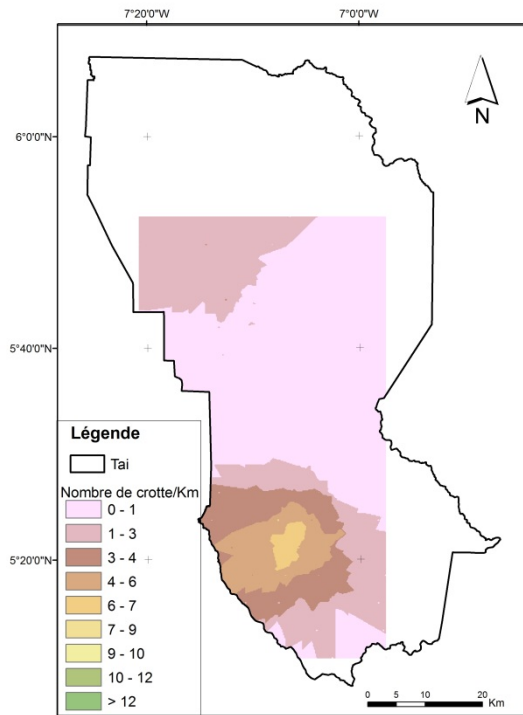 7°20'0"W
7°0'0"W
6°0'0"N
N
5°40'0"N
5°20'0"N
Légende
Tai
Nombre de crotte/Km
0 - 1
1 - 3
3 - 4
4 - 6
6 - 7
7 - 9
9 - 10
10 - 12
> 12
0 5 10 20
Km